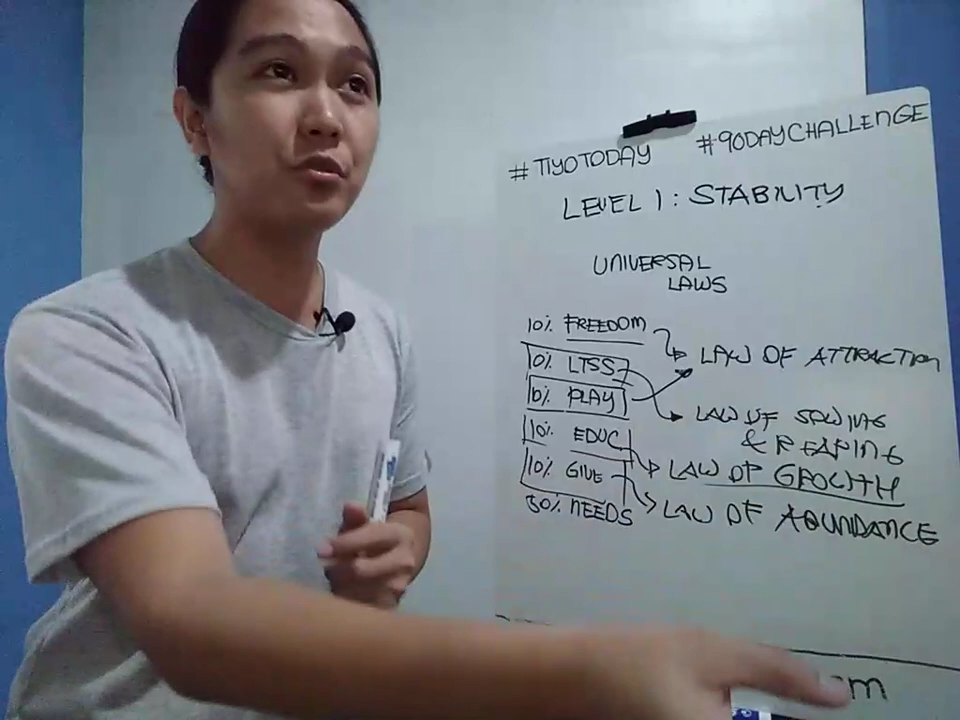 #TIYOTODAY #90DAYCHALLENGE
LEVEL 1: STABILITY
UNIVERSAL
LAWS
10% FREEDOM
LAW OF ATTRACTION
10% LTSS
10% PLAY
LAW OF SOWING
& REAPING
10% EDUC
LAW OF GROWTH
10% GIVE
50% NEEDS
LAW OF ABUNDANCE